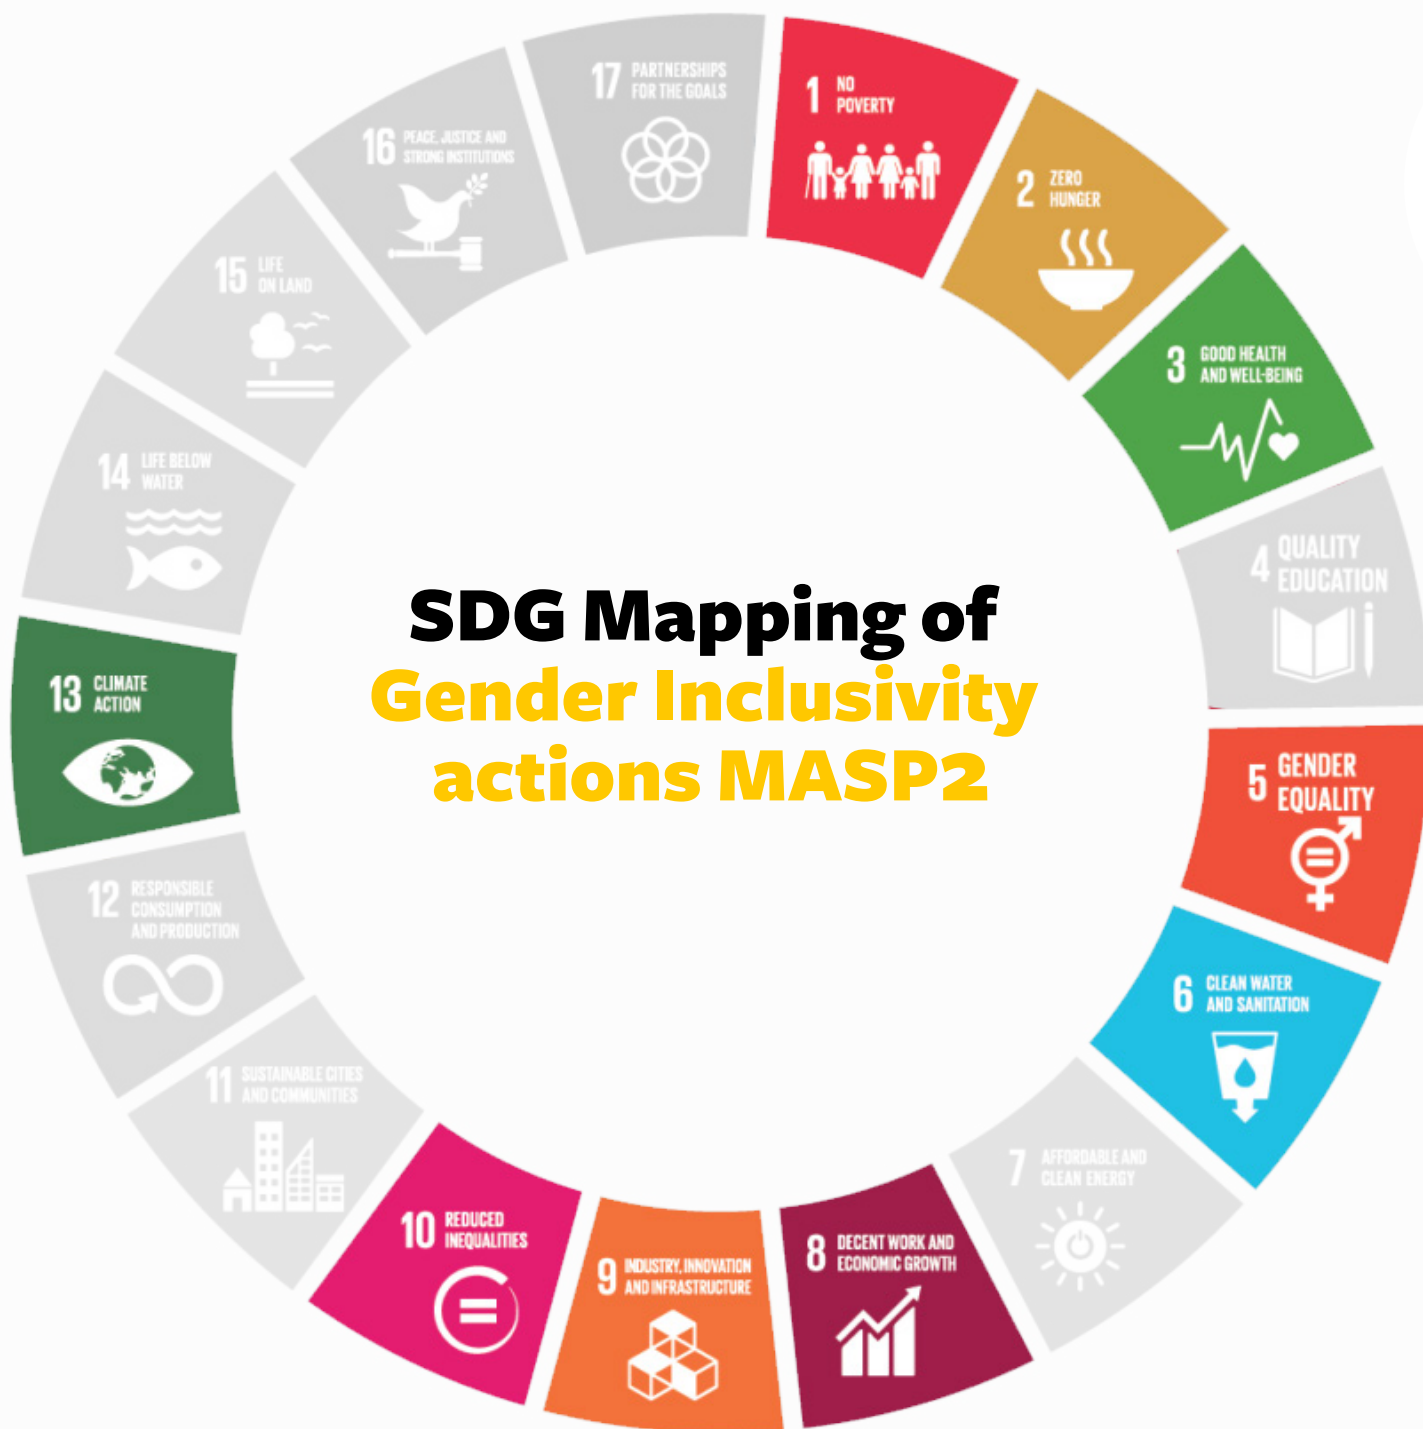 17 PARTNERSHIPS
FOR THE GOALS
1 NO
POVERTY
2 ZERO
HUNGER
3 GOOD HEALTH
AND WELL-BEING
4 QUALITY
EDUCATION
5 GENDER
EQUALITY
6 CLEAN WATER
AND SANITATION
7 AFFORDABLE AND
CLEAN ENERGY
8 DECENT WORK AND
ECONOMIC GROWTH
9 INDUSTRY, INNOVATION
AND INFRASTRUCTURE
10 REDUCED
INEQUALITIES
11 SUSTAINABLE CITIES
AND COMMUNITIES
12 RESPONSIBLE
CONSUMPTION
AND PRODUCTION
13 CLIMATE
ACTION
14 LIFE BELOW
WATER
15 LIFE
ON LAND
16 PEACE, JUSTICE AND
STRONG INSTITUTIONS
SDG Mapping of
Gender Inclusivity
actions MASP2